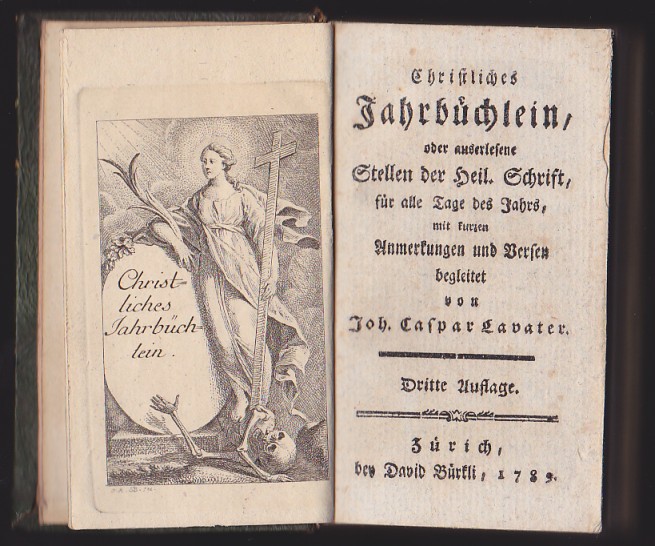 Christ-
liches
Jahrbüch-
lein.
Christliches
Jahrbüchlein,
oder auserlesene
Stellen der Heil. Schrift,
für alle Tage des Jahrs,
mit kurzen
Anmerkungen und Versen
begleitet
von
Joh. Caspar Lavater.
Dritte Auflage.
Zürich,
bey David Bürkli, 1789.